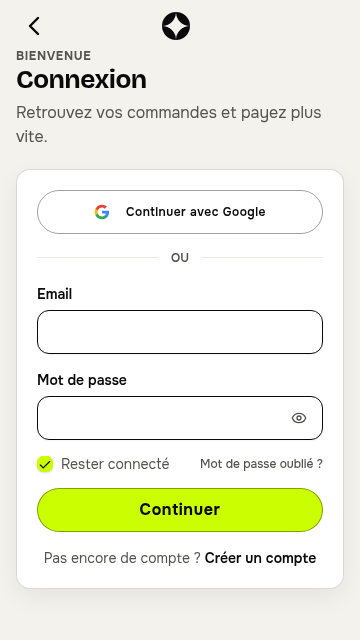 BIENVENUE
Connexion
Retrouvez vos commandes et payez plus
vite.
Continuer avec Google
OU
Email
Mot de passe
Rester connecté
Mot de passe oublié ?
Continuer
Pas encore de compte ? Créer un compte